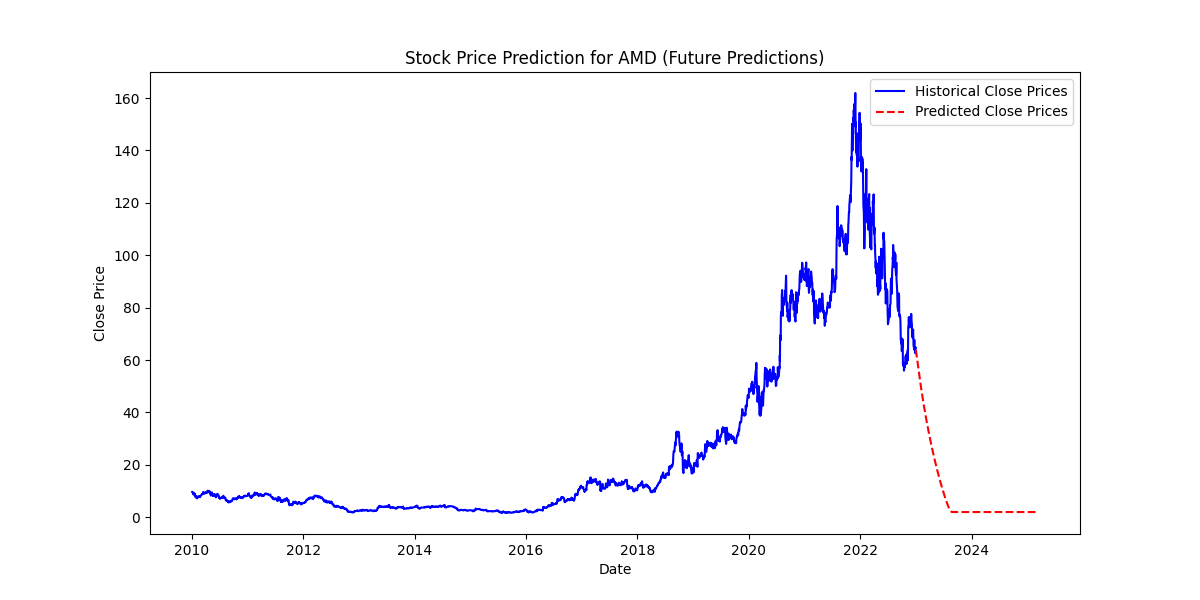 Stock Price Prediction for AMD (Future Predictions)
Historical Close Prices
Predicted Close Prices
160
140
120
100
80
60
40
20
0
Close Price
2010 2012 2014 2016 2018 2020 2022 2024
Date